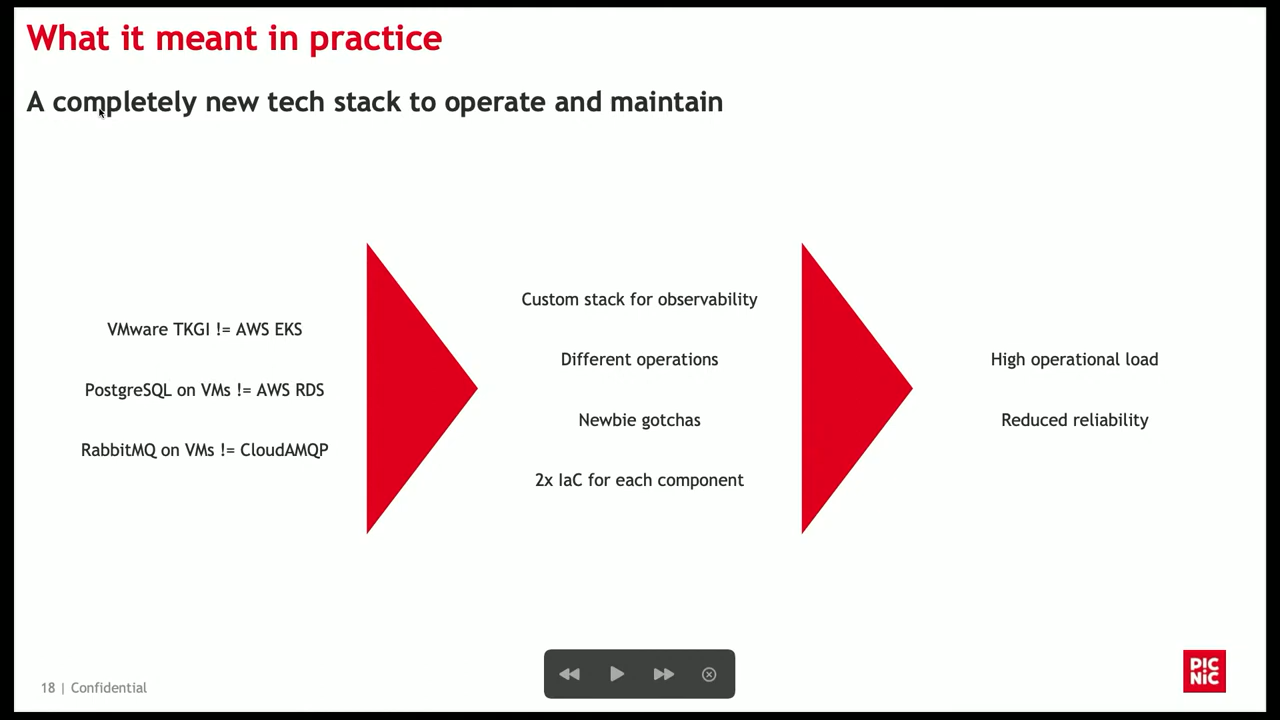 What it meant in practice
A completely new tech stack to operate and maintain
VMware TKGI != AWS EKS
PostgreSQL on VMs != AWS RDS
RabbitMQ on VMs != CloudAMQP
Custom stack for observability
Different operations
Newbie gotchas
2x IaC for each component
High operational load
Reduced reliability
18 | Confidential
PIC
NIC